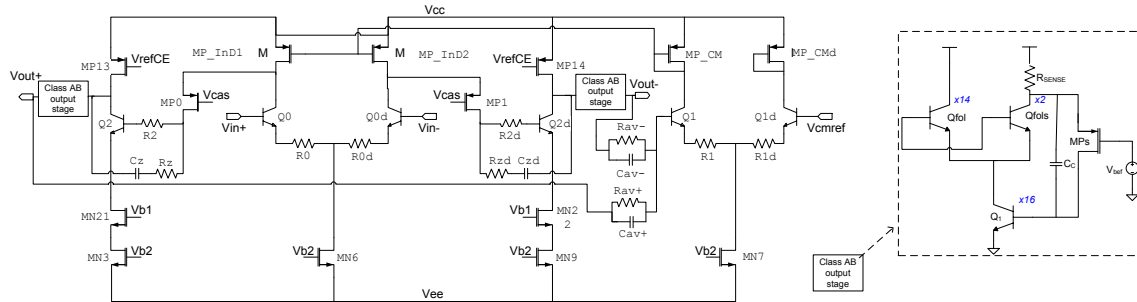 Vcc
MP_InD1
M
M
MP_InD2
MP_CM
MP_CMd
MP13
VrefCE
VrefCE
MP14
Vout+
Class AB
output
stage
Class AB
output
stage
Vout-
MP0
Vcas
Vcas
MP1
Q2
R2
Q0
Q0d
R2d
Q2d
Rav-
Q1
Q1d
Vin+
Vin-
Vcmref
R0
R0d
R1
R1d
Cz
Rz
Rzd
Czd
Cav-
Rav+
Cav+
MN21
Vb1
Vb1
MN2
2
MN3
Vb2
Vb2
MN6
Vb2
MN9
Vb2
MN7
Vee
RSENSE
x14
x2
Qfol
Qfols
MPs
CC
Vbef
x16
Q1
Class AB
output
stage